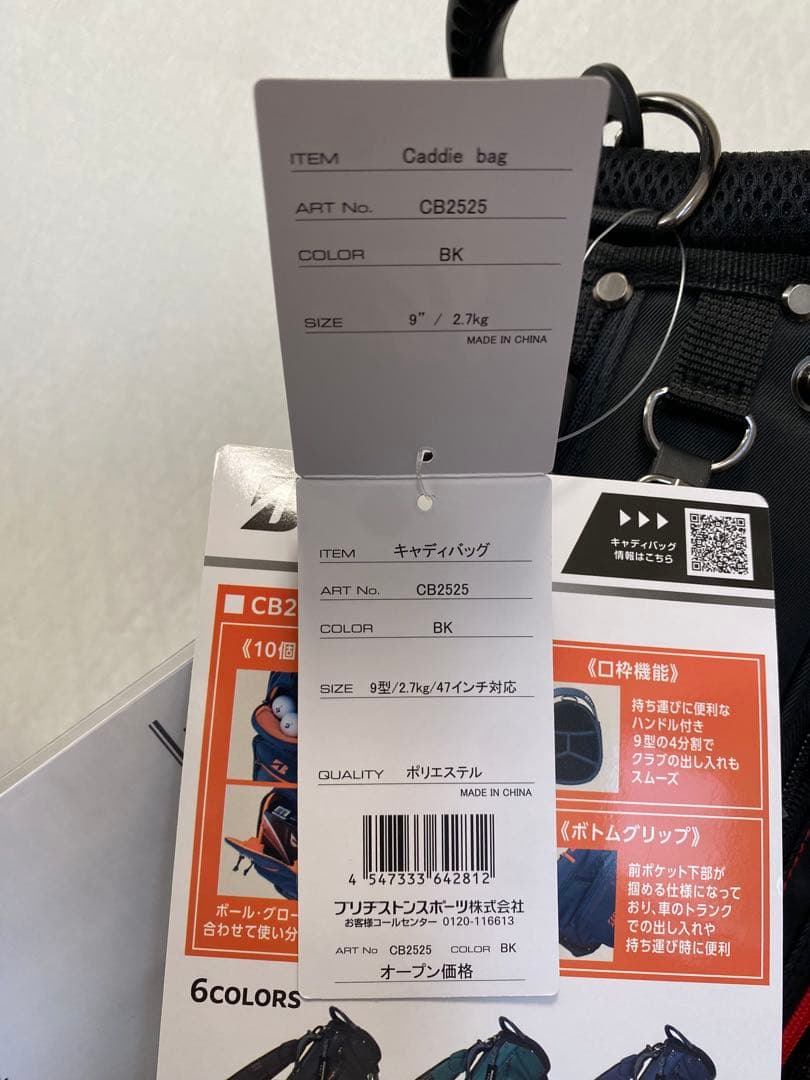 ITEM Caddie bag
ART No. CB2525
COLOR BK
SIZE 9” / 2.7kg
MADE IN CHINA
ITEM キャディバッグ
ART No. CB2525
COLOR BK
SIZE 9型/2.7kg/47インチ対応
QUALITY ポリエステル
MADE IN CHINA
4 547333 642812
ブリヂストンスポーツ株式会社
お客様コールセンター 0120-116613
ART No CB2525 COLOR BK
オープン価格
キャディバッグ
情報はこちら
■CB2
《10個
ボール・グロー
合わせて使い分
《口枠機能》
持ち運びに便利な
ハンドル付き
9型の4分割で
クラブの出し入れも
スムーズ
《ボトムグリップ》
前ポケット下部が
掴める仕様になって
おり、車のトランク
での出し入れや
持ち運び時に便利
6COLORS